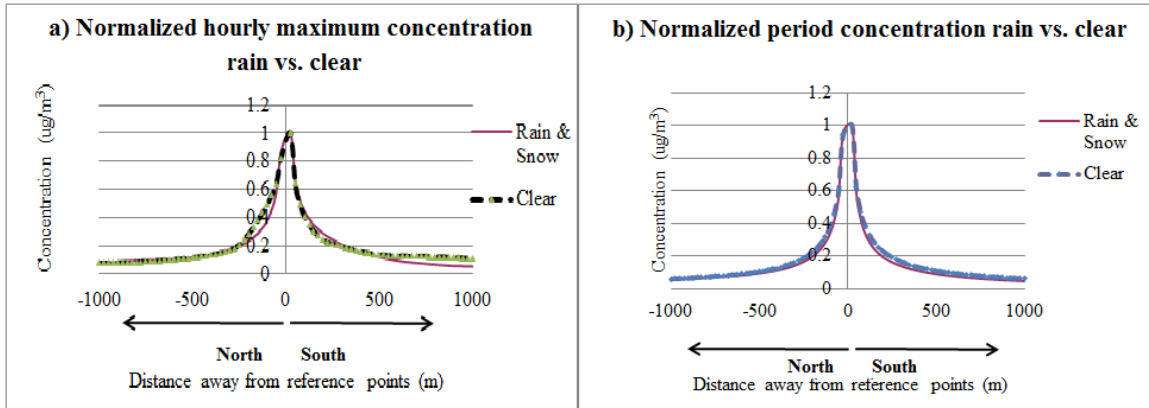 a) Normalized hourly maximum concentration
rain vs. clear
Concentration (ug/m³)
1.2
1
0.8
0.6
0.4
0.2
0
-1000 -500 0 500 1000
Rain &
Snow
Clear
North South
Distance away from reference points (m)
b) Normalized period concentration rain vs. clear
Concentration (ug/m³)
1.2
1
0.8
0.6
0.4
0.2
0
-1000 -500 0 500 1000
Rain &
Snow
Clear
North South
Distance away from reference points (m)